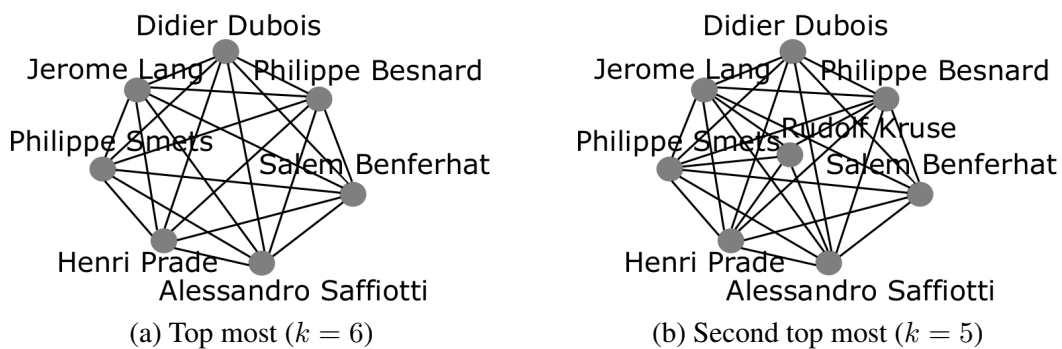 Didier Dubois
Jerome Lang
Philippe Besnard
Philippe Smets
Salem Benferhat
Henri Prade
Alessandro Saffiotti
(a) Top most (k = 6)
Didier Dubois
Jerome Lang
Philippe Besnard
Rudolf Kruse
Philippe Smets
Salem Benferhat
Henri Prade
Alessandro Saffiotti
(b) Second top most (k = 5)